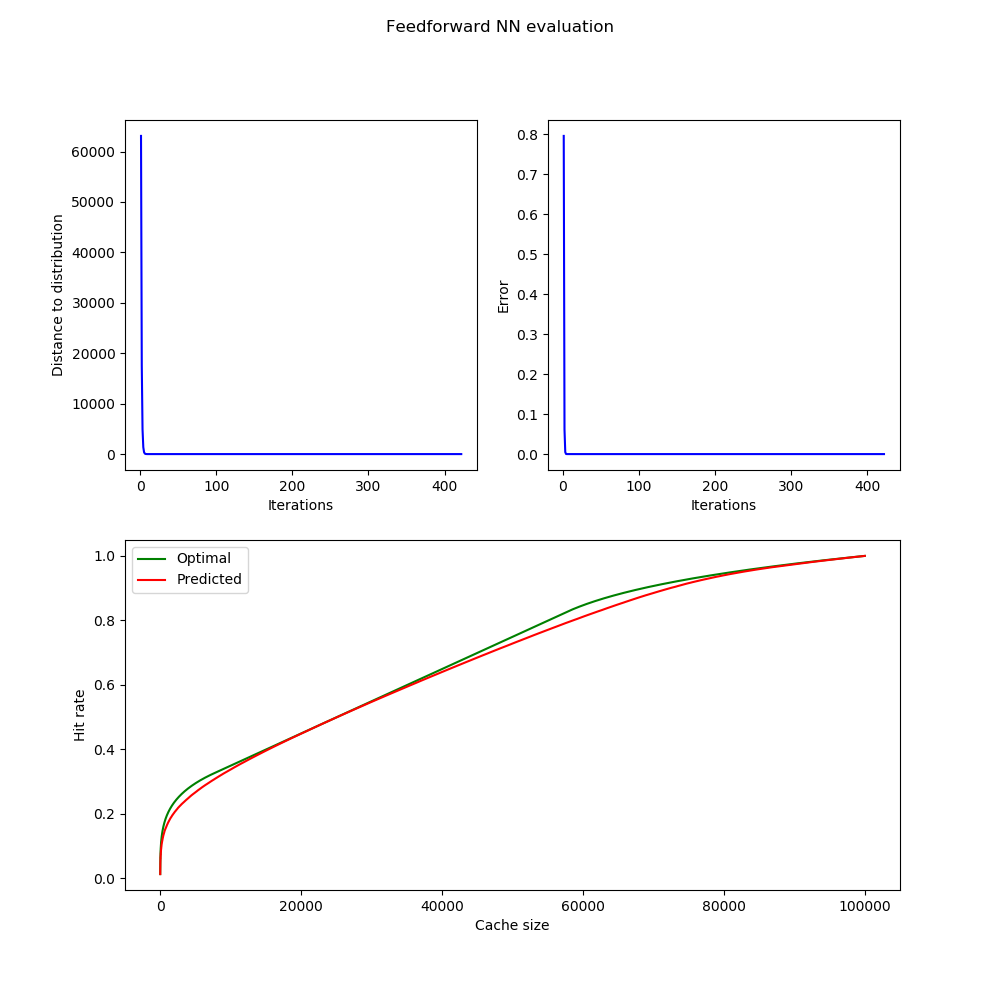 Feedforward NN evaluation
60000
50000
40000
30000
20000
10000
0
Distance to distribution
0 100 200 300 400
Iterations
0.8
0.7
0.6
0.5
0.4
0.3
0.2
0.1
0.0
Error
0 100 200 300 400
Iterations
Optimal
Predicted
1.0
0.8
0.6
0.4
0.2
0.0
Hit rate
0 20000 40000 60000 80000 100000
Cache size